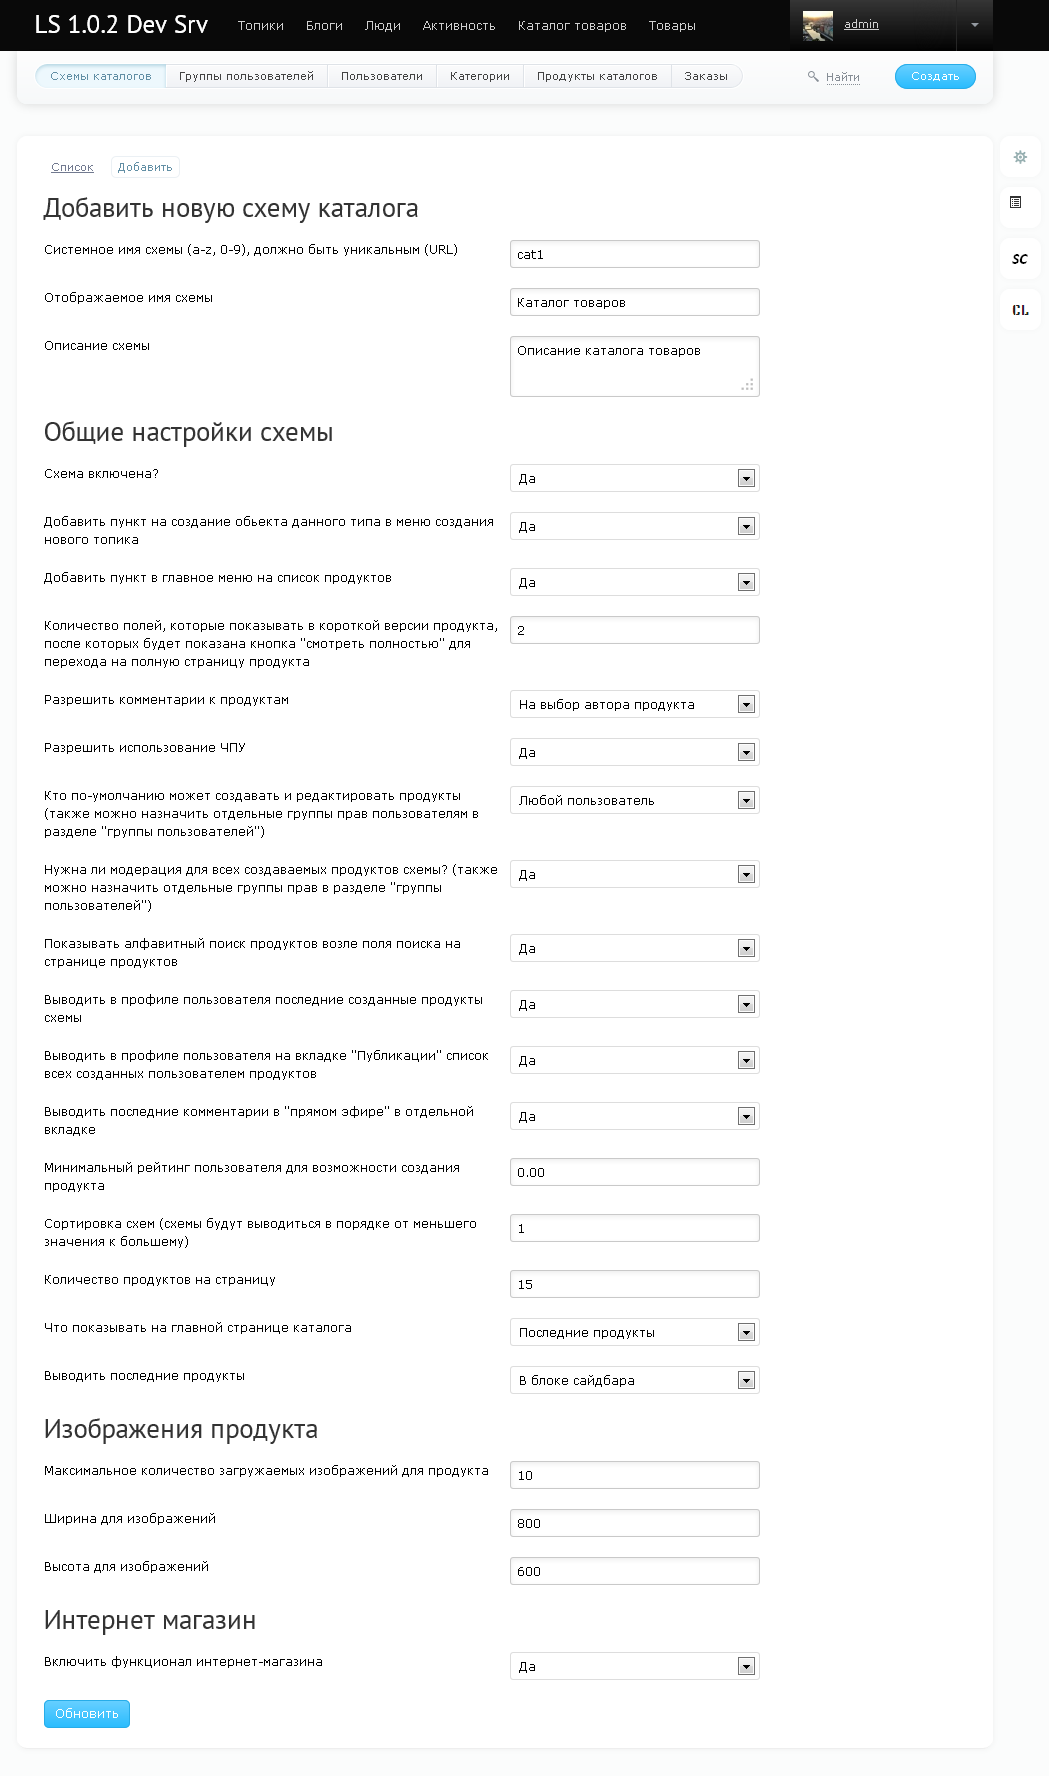 LS 1.0.2 Dev Srv Топики Блоги Люди Активность Каталог товаров Товары admin
Схемы каталогов Группы пользователей Пользователи Категории Продукты каталогов Заказы Найти Создать
Список Добавить
Добавить новую схему каталога
Системное имя схемы (a-z, 0-9), должно быть уникальным (URL) cat1
SC
Отображаемое имя схемы Каталог товаров
CL
Описание схемы Описание каталога товаров
Общие настройки схемы
Схема включена? Да
Добавить пункт на создание обьекта данного типа в меню создания Да
нового топика
Добавить пункт в главное меню на список продуктов Да
Количество полей, которые показывать в короткой версии продукта, 2
после которых будет показана кнопка "смотреть полностью" для
перехода на полную страницу продукта
Разрешить комментарии к продуктам На выбор автора продукта
Разрешить использование ЧПУ Да
Кто по-умолчанию может создавать и редактировать продукты Любой пользователь
(также можно назначить отдельные группы прав пользователям в
разделе "группы пользователей")
Нужна ли модерация для всех создаваемых продуктов схемы? (также Да
можно назначить отдельные группы прав в разделе "группы
пользователей")
Показывать алфавитный поиск продуктов возле поля поиска на Да
странице продуктов
Выводить в профиле пользователя последние созданные продукты Да
схемы
Выводить в профиле пользователя на вкладке "Публикации" список Да
всех созданных пользователем продуктов
Выводить последние комментарии в "прямом эфире" в отдельной Да
вкладке
Минимальный рейтинг пользователя для возможности создания 0.00
продукта
Сортировка схем (схемы будут выводиться в порядке от меньшего 1
значения к большему)
Количество продуктов на страницу 15
Что показывать на главной странице каталога Последние продукты
Выводить последние продукты В блоке сайдбара
Изображения продукта
Максимальное количество загружаемых изображений для продукта 10
Ширина для изображений 800
Высота для изображений 600
Интернет магазин
Включить функционал интернет-магазина Да
Обновить